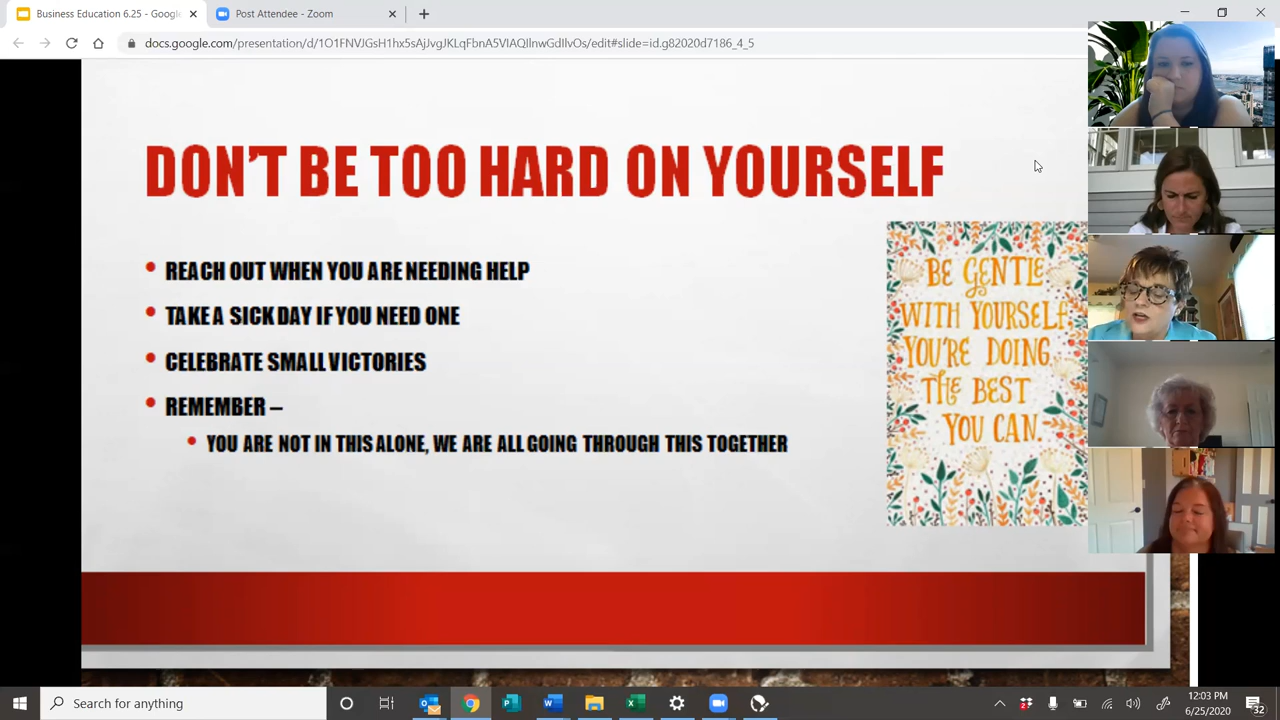 Business Education 6.25 - Google
Post Attendee - Zoom
docs.google.com/presentation/d/1O1FNVJGsH1hx5sAjJvgJKLqFbnA5VIAQJlnwGdIlvOs/edit#slide=id.g82020d7186_4_5
DON'T BE TOO HARD ON YOURSELF
• REACH OUT WHEN YOU ARE NEEDING HELP
• TAKE A SICK DAY IF YOU NEED ONE
• CELEBRATE SMALL VICTORIES
• REMEMBER –
• YOU ARE NOT IN THIS ALONE, WE ARE ALL GOING THROUGH THIS TOGETHER
BE GENTLE
WITH YOURSELF,
YOU'RE DOING
THE BEST
YOU CAN.
Search for anything
12:03 PM
6/25/2020
32